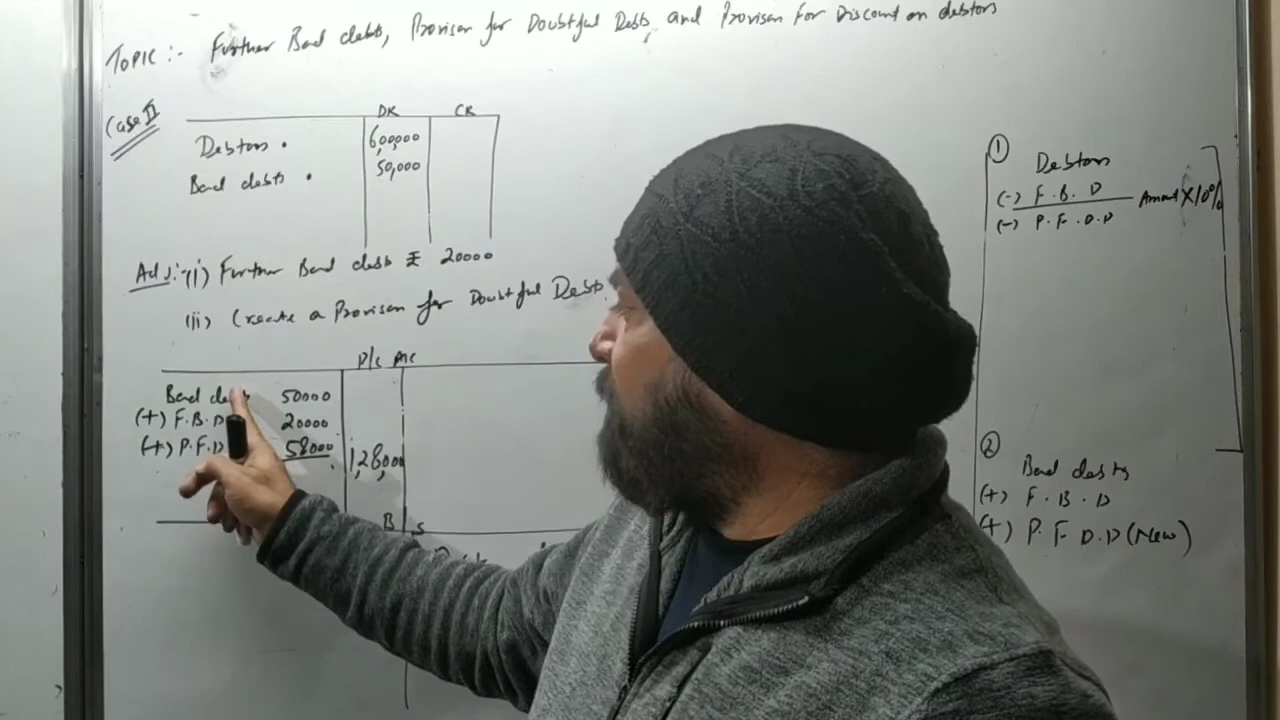 TOPIC :- Further Bad debts, Provision for Doubtful Debts, and Provision for Discount on debtors
Case II
DR CR
Debtors . 6,00,000
Bad debts . 50,000
Adj:- (i) Further Bad debts ₹ 20000
(ii) Create a Provision for Doubtful Debts.
P/L A/c
Bad debts 50000
(+) F.B.D 20000
(+) P.F.D 58000 1,28,000
B S
①
Debtors
(-) F.B.D
(-) P.F.D.D Amount X 10%
②
Bad debts
(+) F.B.D
(+) P.F D.D (New)